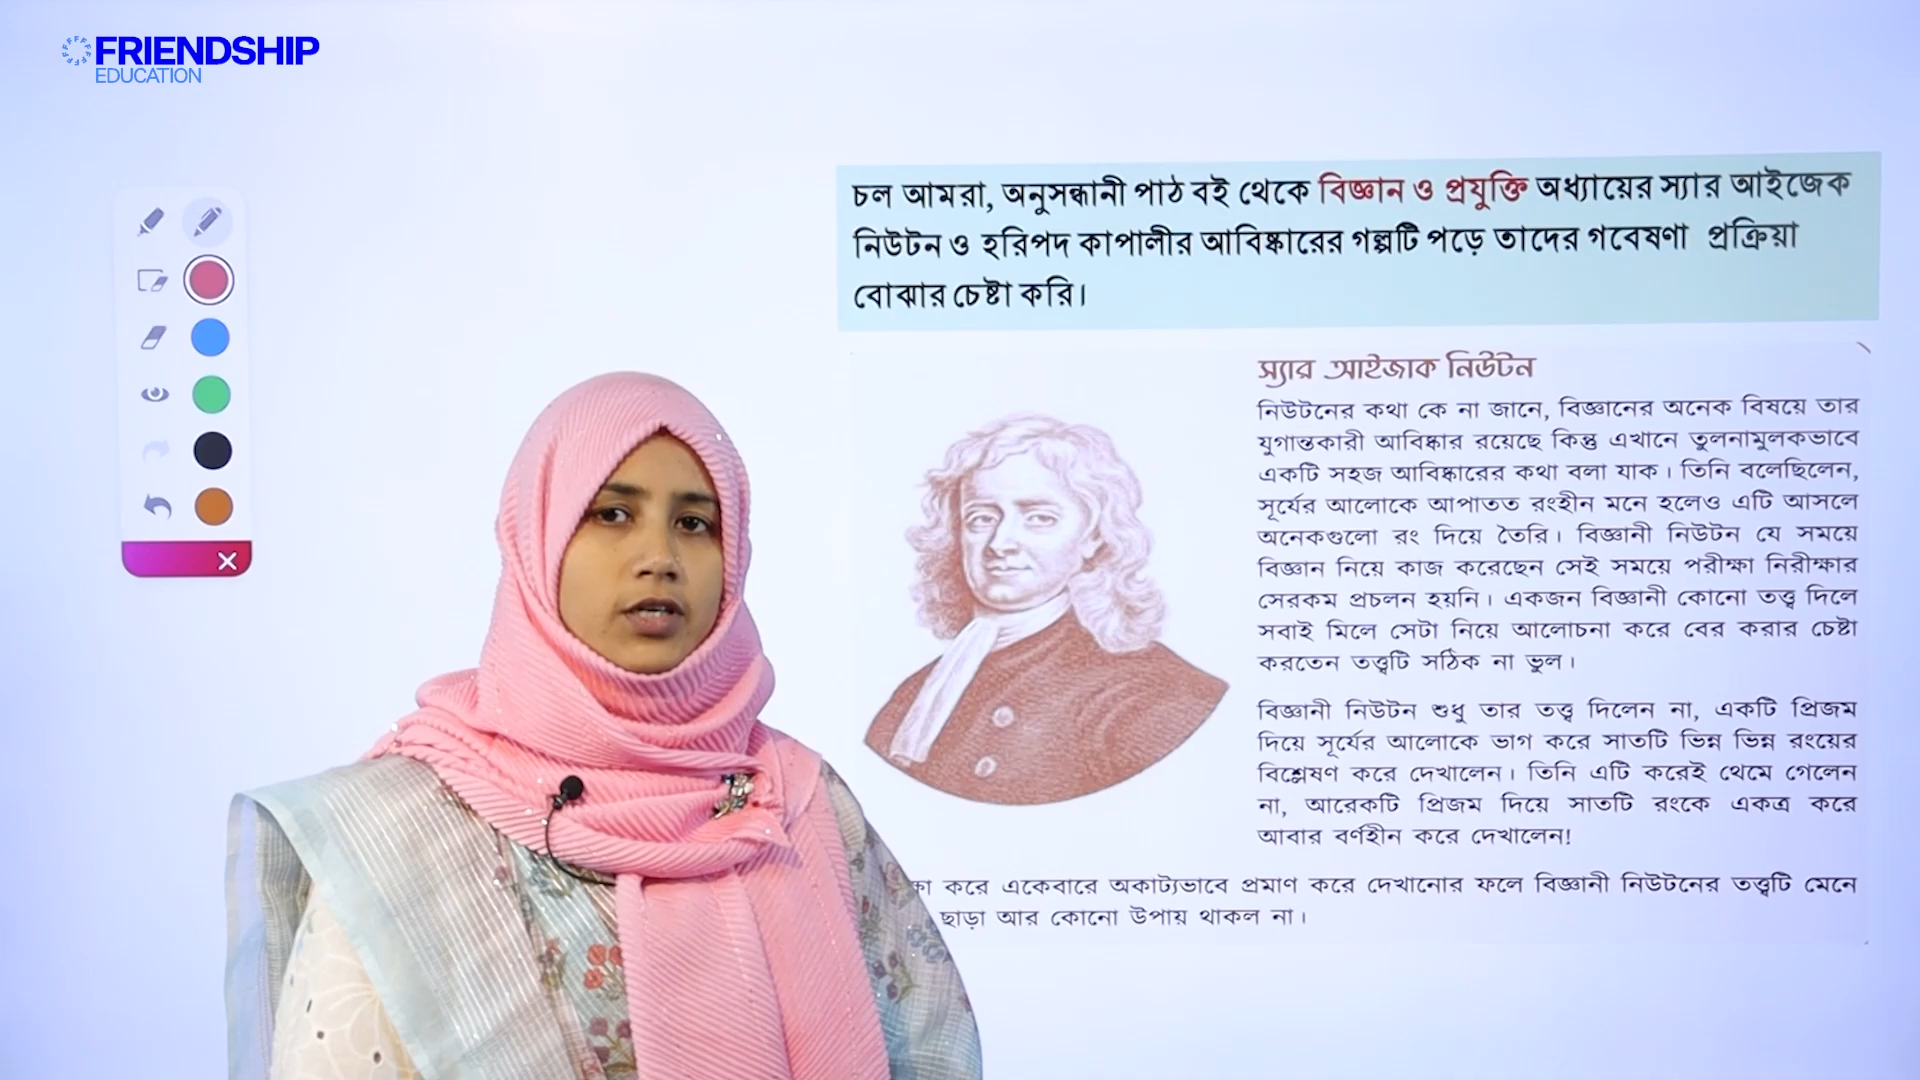 FRIENDSHIP
EDUCATION
চল আমরা, অনুসন্ধানী পাঠ বই থেকে বিজ্ঞান ও প্রযুক্তি অধ্যায়ের স্যার আইজেক
নিউটন ও হরিপদ কাপালীর আবিষ্কারের গল্পটি পড়ে তাদের গবেষণা প্রক্রিয়া
বোঝার চেষ্টা করি।
স্যার আইজাক নিউটন
নিউটনের কথা কে না জানে, বিজ্ঞানের অনেক বিষয়ে তার
যুগান্তকারী আবিষ্কার রয়েছে কিন্তু এখানে তুলনামুলকভাবে
একটি সহজ আবিষ্কারের কথা বলা যাক। তিনি বলেছিলেন,
সূর্যের আলোকে আপাতত রংহীন মনে হলেও এটি আসলে
অনেকগুলো রং দিয়ে তৈরি। বিজ্ঞানী নিউটন যে সময়ে
বিজ্ঞান নিয়ে কাজ করেছেন সেই সময়ে পরীক্ষা নিরীক্ষার
সেরকম প্রচলন হয়নি। একজন বিজ্ঞানী কোনো তত্ত্ব দিলে
সবাই মিলে সেটা নিয়ে আলোচনা করে বের করার চেষ্টা
করতেন তত্ত্বটি সঠিক না ভুল।
বিজ্ঞানী নিউটন শুধু তার তত্ত্ব দিলেন না, একটি প্রিজম
দিয়ে সূর্যের আলোকে ভাগ করে সাতটি ভিন্ন ভিন্ন রংয়ের
বিশ্লেষণ করে দেখালেন। তিনি এটি করেই থেমে গেলেন
না, আরেকটি প্রিজম দিয়ে সাতটি রংকে একত্র করে
আবার বর্ণহীন করে দেখালেন!
করে একেবারে অকাট্যভাবে প্রমাণ করে দেখানোর ফলে বিজ্ঞানী নিউটনের তত্ত্বটি মেনে
ছাড়া আর কোনো উপায় থাকল না।